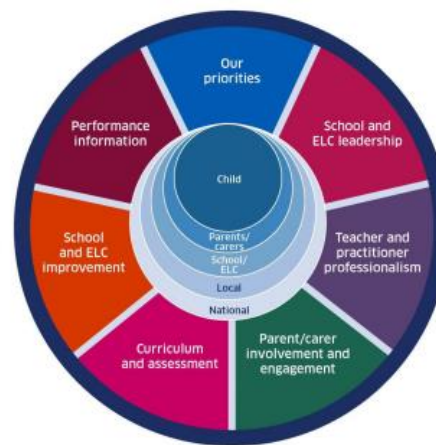 Our
priorities
School and
ELC leadership
Teacher and
practitioner
professionalism
Parent/carer
involvement and
engagement
Curriculum
and assessment
School
and ELC
improvement
Performance
information
Child
Parents/
carers
School/
ELC
Local
National